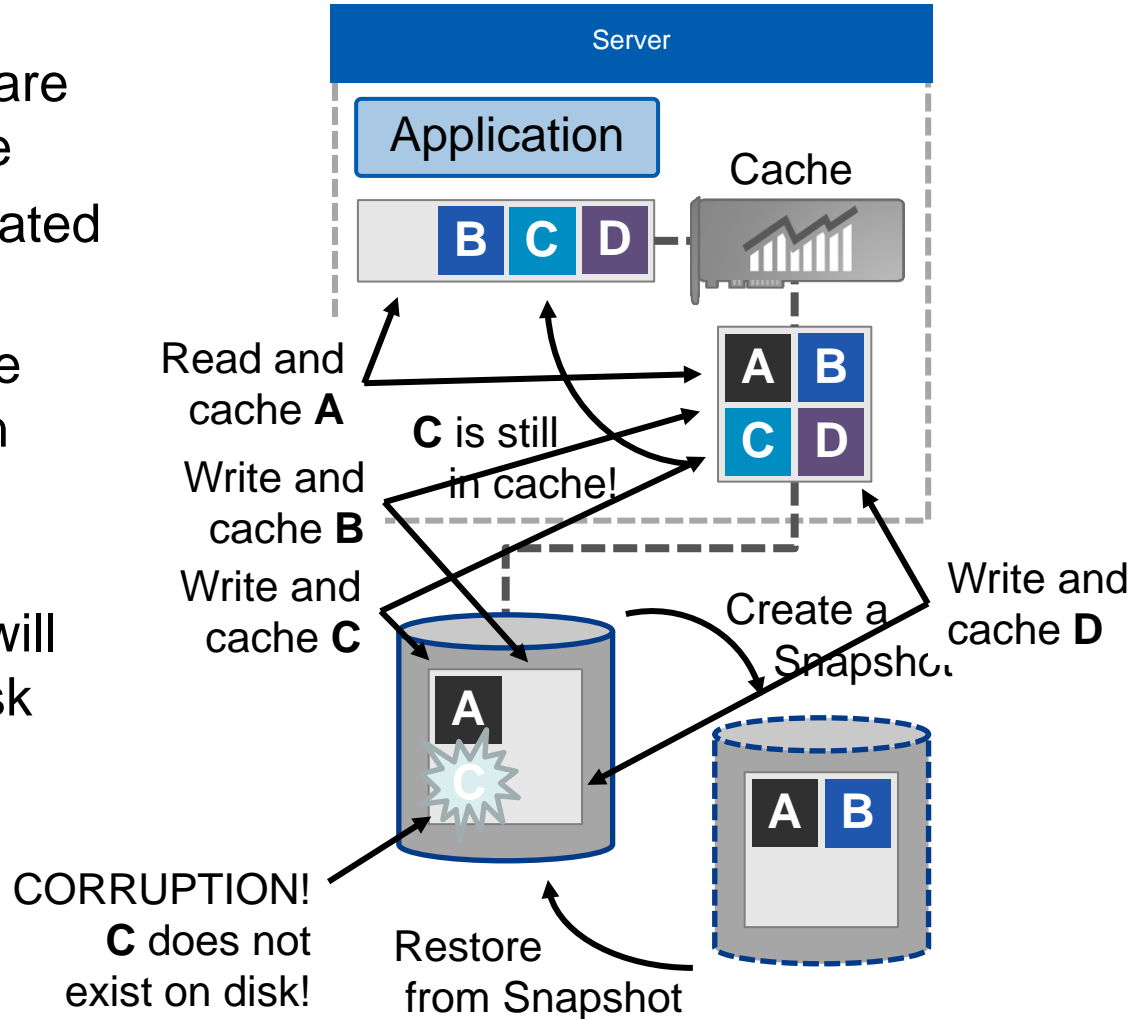 Server
are
e
ated
e
n
will
sk
Application
Cache
B C D
A B
C D
Read and
cache A
C is still
in cache!
Write and
cache B
Write and
cache C
Create a
Snapshot
Write and
cache D
A
C
A B
CORRUPTION!
C does not
exist on disk!
Restore
from Snapshot